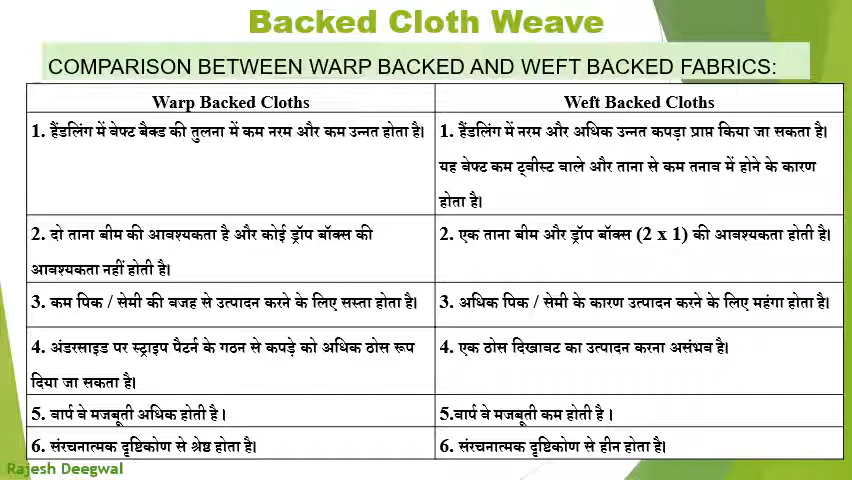 Backed Cloth Weave
COMPARISON BETWEEN WARP BACKED AND WEFT BACKED FABRICS:
Warp Backed Cloths
Weft Backed Cloths
1. हैंडलिंग में वेफ्ट बैक्ड की तुलना में कम नरम और कम उन्नत होता है।
1. हैंडलिंग में नरम और अधिक उन्नत कपड़ा प्राप्त किया जा सकता है।
यह वेफ्ट कम ट्वीस्ट वाले और ताना से कम तनाव में होने के कारण
होता है।
2. दो ताना बीम की आवश्यकता है और कोई ड्रॉप बॉक्स की
आवश्यकता नहीं होती है।
2. एक ताना बीम और ड्रॉप बॉक्स (2 x 1) की आवश्यकता होती है।
3. कम पिक / सेमी की वजह से उत्पादन करने के लिए सस्ता होता है।
3. अधिक पिक / सेमी के कारण उत्पादन करने के लिए महंगा होता है।
4. अंडरसाइड पर स्ट्राइप पैटर्न के गठन से कपड़े को अधिक ठोस रूप
दिया जा सकता है।
4. एक ठोस दिखावट का उत्पादन करना असंभव है।
5. वार्प वे मजबूती अधिक होती है ।
5.वार्प वे मजबूती कम होती है ।
6. संरचनात्मक दृष्टिकोण से श्रेष्ठ होता है।
6. संरचनात्मक दृष्टिकोण से हीन होता है।
Rajesh Deegwal